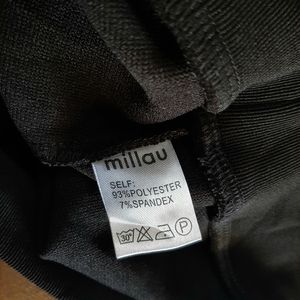 millau
SELF:
93%POLYESTER
7%SPANDEX
30°
P